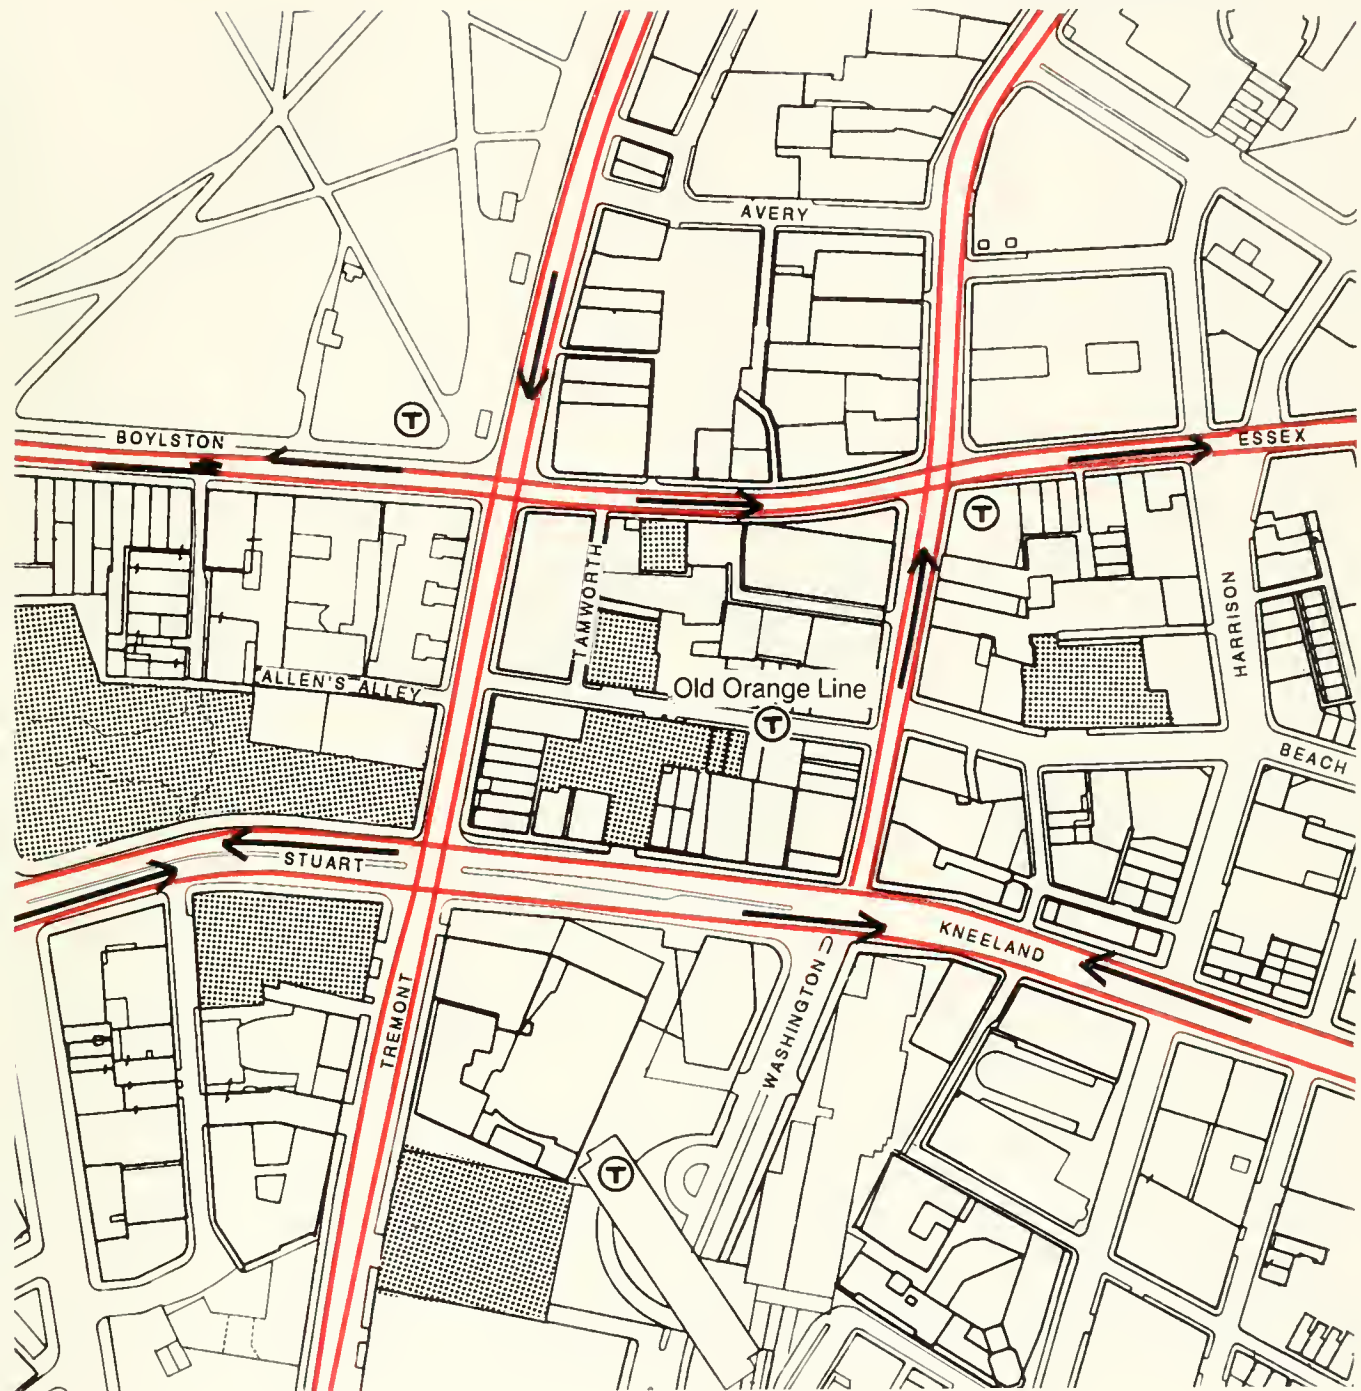 AVERY
BOYLSTON
T
ESSEX
T
TAMWORTH
HARRISON
ALLEN'S ALLEY
Old Orange Line
T
BEACH
STUART
KNEELAND
TREMONT
WASHINGTON
T